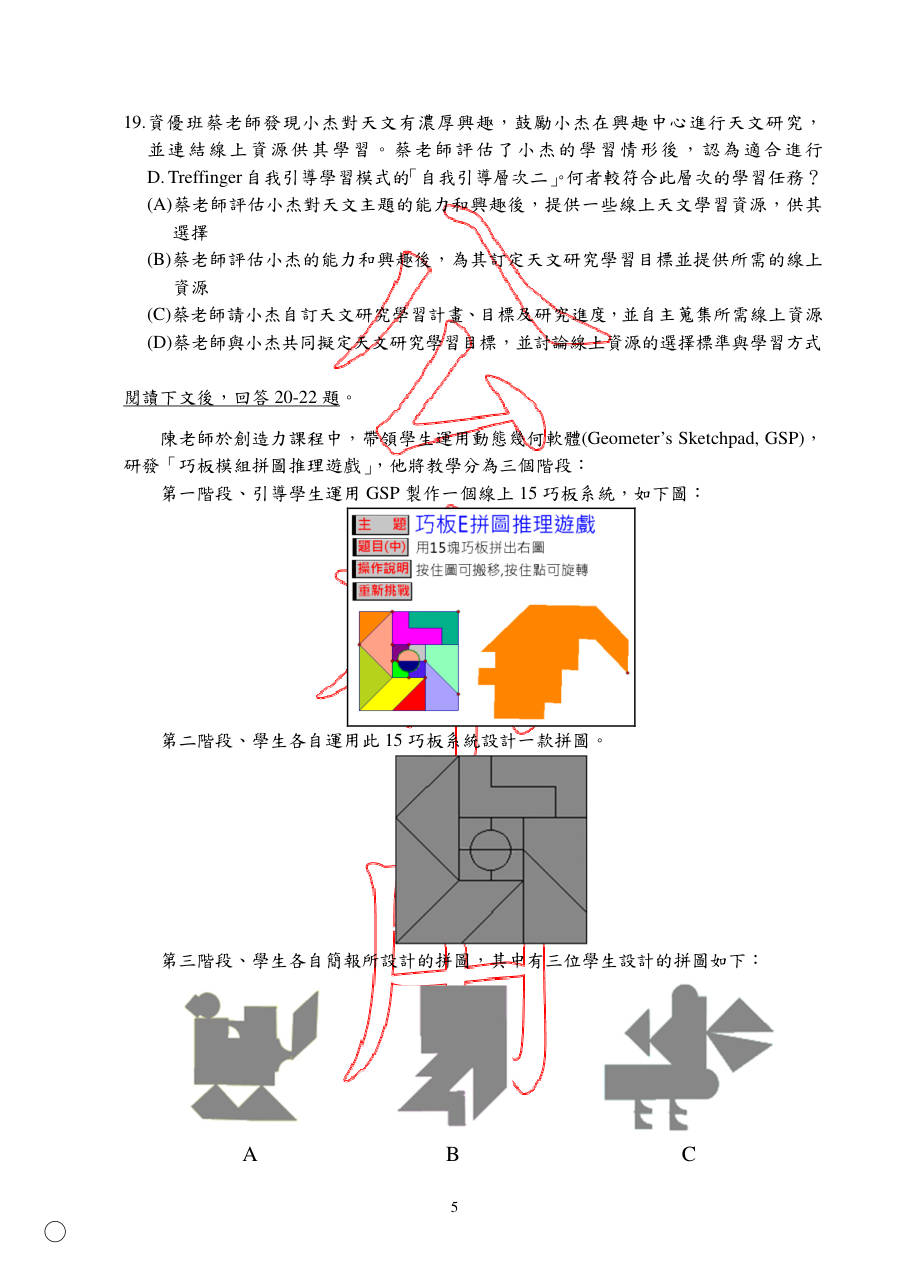 19.資優班蔡老師發現小杰對天文有濃厚興趣，鼓勵小杰在興趣中心進行天文研究，
並連結線上資源供其學習。蔡老師評估了小杰的學習情形後，認為適合進行
D. Treffinger 自我引導學習模式的「自我引導層次二」。何者較符合此層次的學習任務？
(A)蔡老師評估小杰對天文主題的能力和興趣後，提供一些線上天文學習資源，供其
選擇
(B)蔡老師評估小杰的能力和興趣後，為其訂定天文研究學習目標並提供所需的線上
資源
(C)蔡老師請小杰自訂天文研究學習計畫、目標及研究進度，並自主蒐集所需線上資源
(D)蔡老師與小杰共同擬定天文研究學習目標，並討論線上資源的選擇標準與學習方式
閱讀下文後，回答 20-22 題。
陳老師於創造力課程中，帶領學生運用動態幾何軟體(Geometer’s Sketchpad, GSP)，
研發「巧板模組拼圖推理遊戲」，他將教學分為三個階段：
第一階段、引導學生運用 GSP 製作一個線上 15 巧板系統，如下圖：
主 題 巧板E拼圖推理遊戲
題目(中) 用15塊巧板拼出右圖
操作說明 按住圖可搬移,按住點可旋轉
重新挑戰
第二階段、學生各自運用此 15 巧板系統設計一款拼圖。
第三階段、學生各自簡報所設計的拼圖，其中有三位學生設計的拼圖如下：
A B C
5